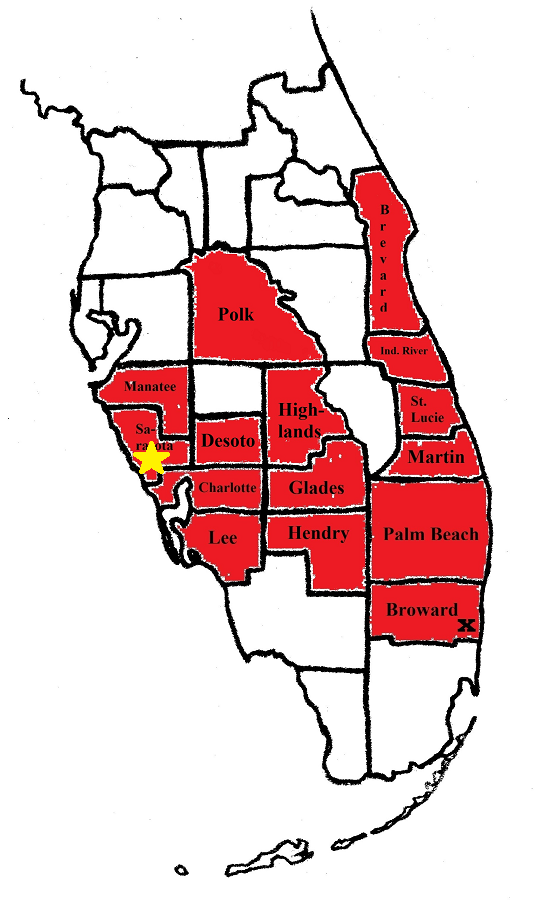 B
r
e
v
a
r
d
Polk
Ind. River
Manatee
St.
Lucie
High-
lands
Sa-
rasota
Desoto
Martin
Charlotte
Glades
Lee
Hendry
Palm Beach
Broward
x